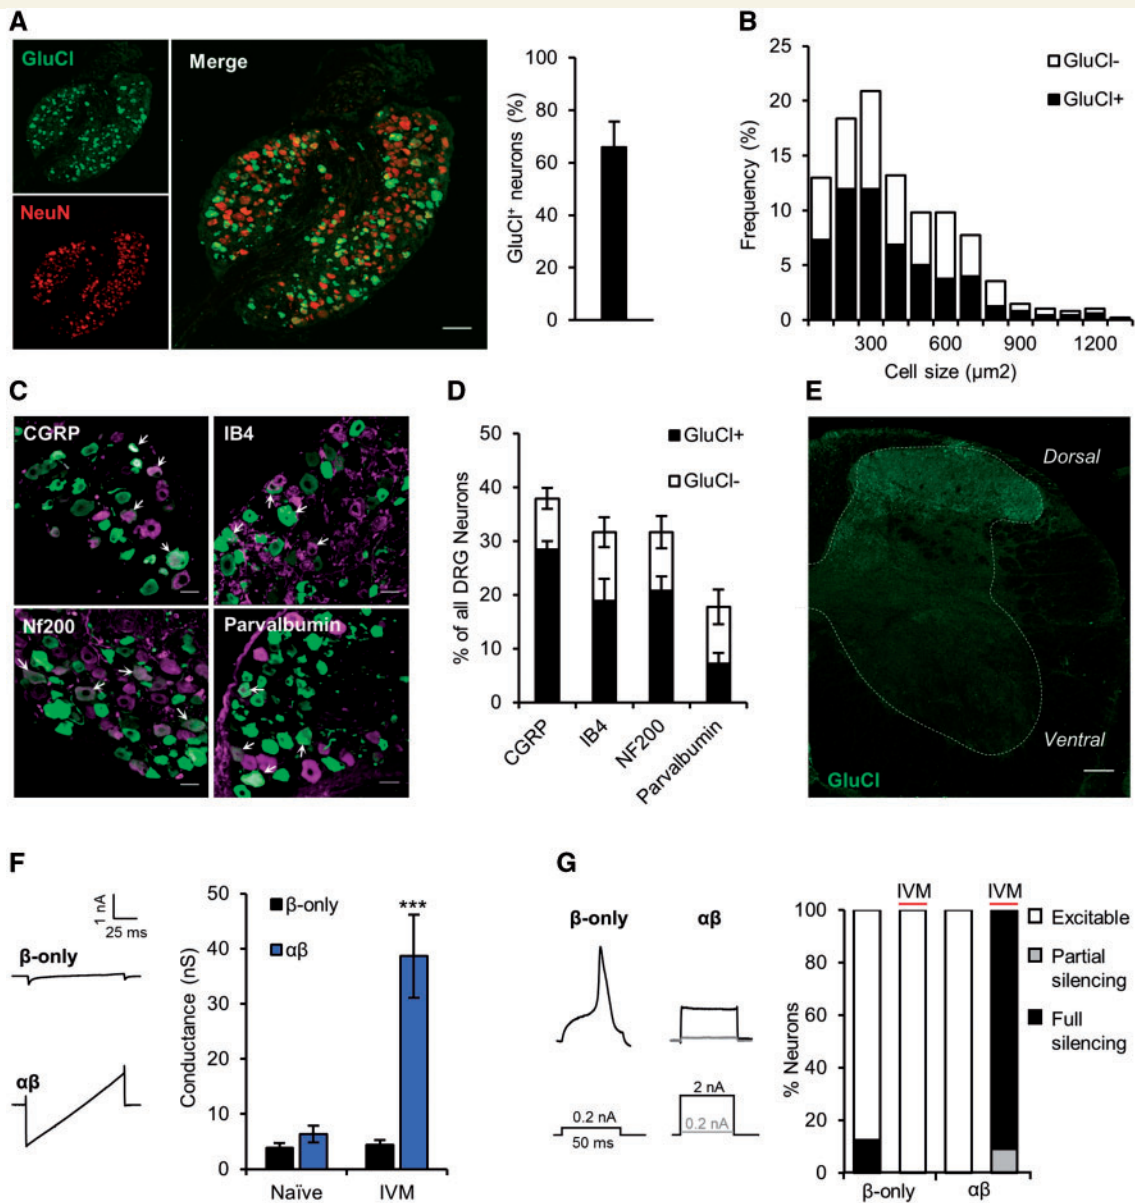 A
GluCl
NeuN
Merge
GluCl+ neurons (%)
100
80
60
40
20
0
B
Frequency (%)
25
20
15
10
5
0
GluCl-
GluCl+
300 600 900 1200
Cell size (µm2)
C
CGRP
IB4
Nf200
Parvalbumin
D
% of all DRG Neurons
50
40
30
20
10
0
GluCl+
GluCl-
CGRP
IB4
NF200
Parvalbumin
E
Dorsal
Ventral
GluCl
F
1 nA
25 ms
β-only
αβ
Conductance (nS)
50
40
30
20
10
0
β-only
αβ
***
Naïve IVM
G
β-only αβ
0.2 nA
50 ms
2 nA
0.2 nA
% Neurons
100
80
60
40
20
0
IVM IVM
β-only αβ
Excitable
Partial
silencing
Full
silencing